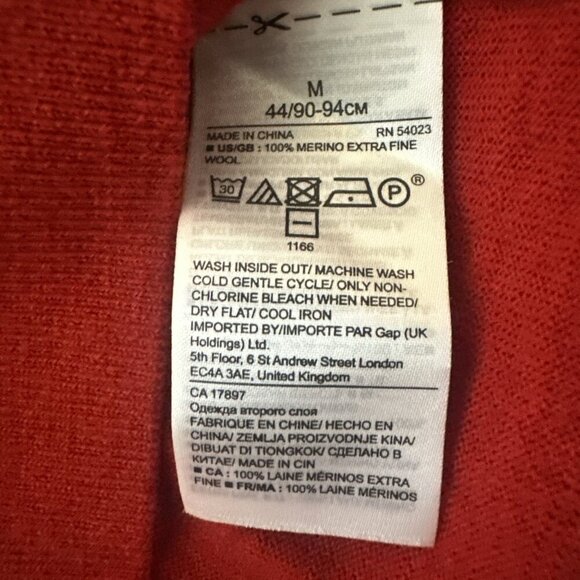 M
44/90-94см
MADE IN CHINA RN 54023
■ US/GB : 100% MERINO EXTRA FINE
WOOL
30 P ®
1166
WASH INSIDE OUT/ MACHINE WASH
COLD GENTLE CYCLE/ ONLY NON-
CHLORINE BLEACH WHEN NEEDED/
DRY FLAT/ COOL IRON
IMPORTED BY/IMPORTE PAR Gap (UK
Holdings) Ltd.
5th Floor, 6 St Andrew Street London
EC4A 3AE, United Kingdom
CA 17897
Одежда второго слоя
FABRIQUE EN CHINE/ HECHO EN
CHINA/ ZEMLJA PROIZVODNJE KINA/
DIBUAT DI TIONGKOK/ СДЕЛАНО В
КИТАЕ/ MADE IN CIN
■ CA : 100% LAINE MÉRINOS EXTRA
FINE ■ FR/MA : 100% LAINE MÉRINOS